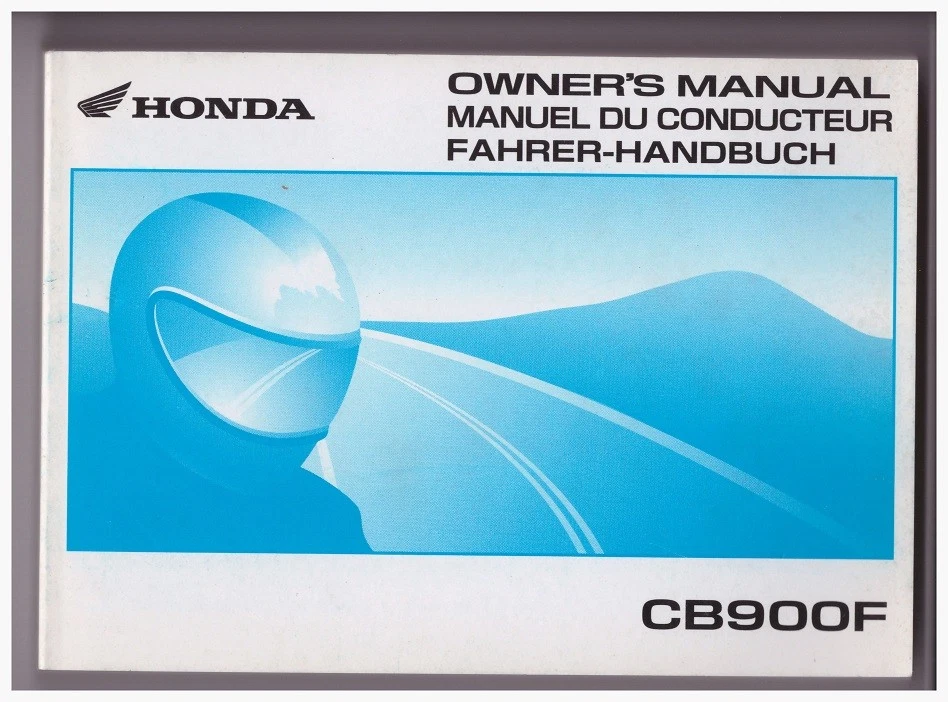 HONDA
OWNER'S MANUAL
MANUEL DU CONDUCTEUR
FAHRER-HANDBUCH
CB900F